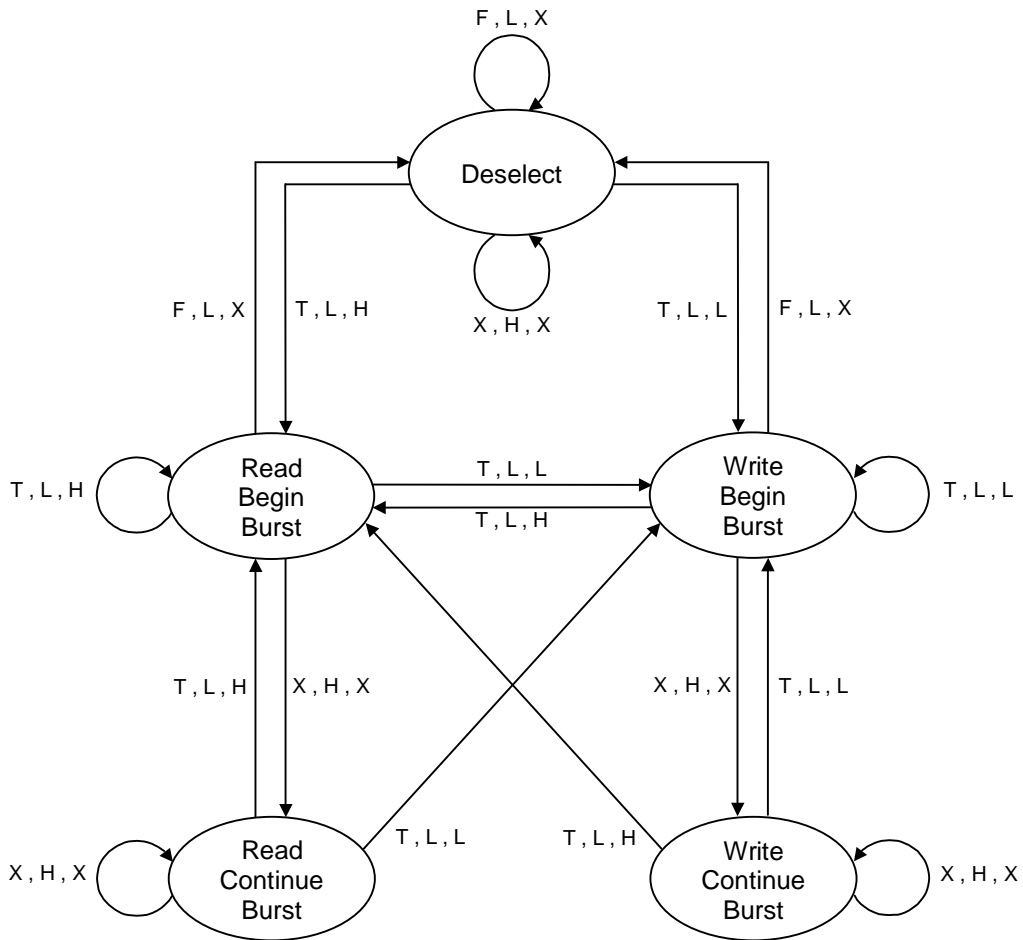 F , L , X
Deselect
X , H , X
F , L , X
T , L , H
T , L , L
F , L , X
T , L , H
Read
Begin
Burst
T , L , L
T , L , H
Write
Begin
Burst
T , L , L
T , L , H
X , H , X
X , H , X
T , L , L
T , L , L
T , L , H
X , H , X
Read
Continue
Burst
Write
Continue
Burst
X , H , X